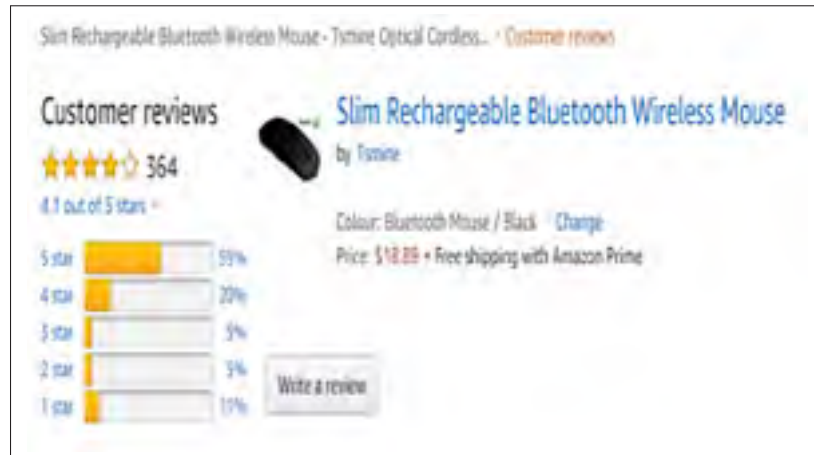 Slim Rechargeable Bluetooth Wireless Mouse - Tsmine Optical Cordless... › Customer reviews
Customer reviews
364
4.1 out of 5 stars
5 star 59%
4 star 20%
3 star 5%
2 star 5%
1 star 11%
Slim Rechargeable Bluetooth Wireless Mouse
by Tsmine
Colour: Bluetooth Mouse / Black Change
Price: $18.89 • Free shipping with Amazon Prime
Write a review